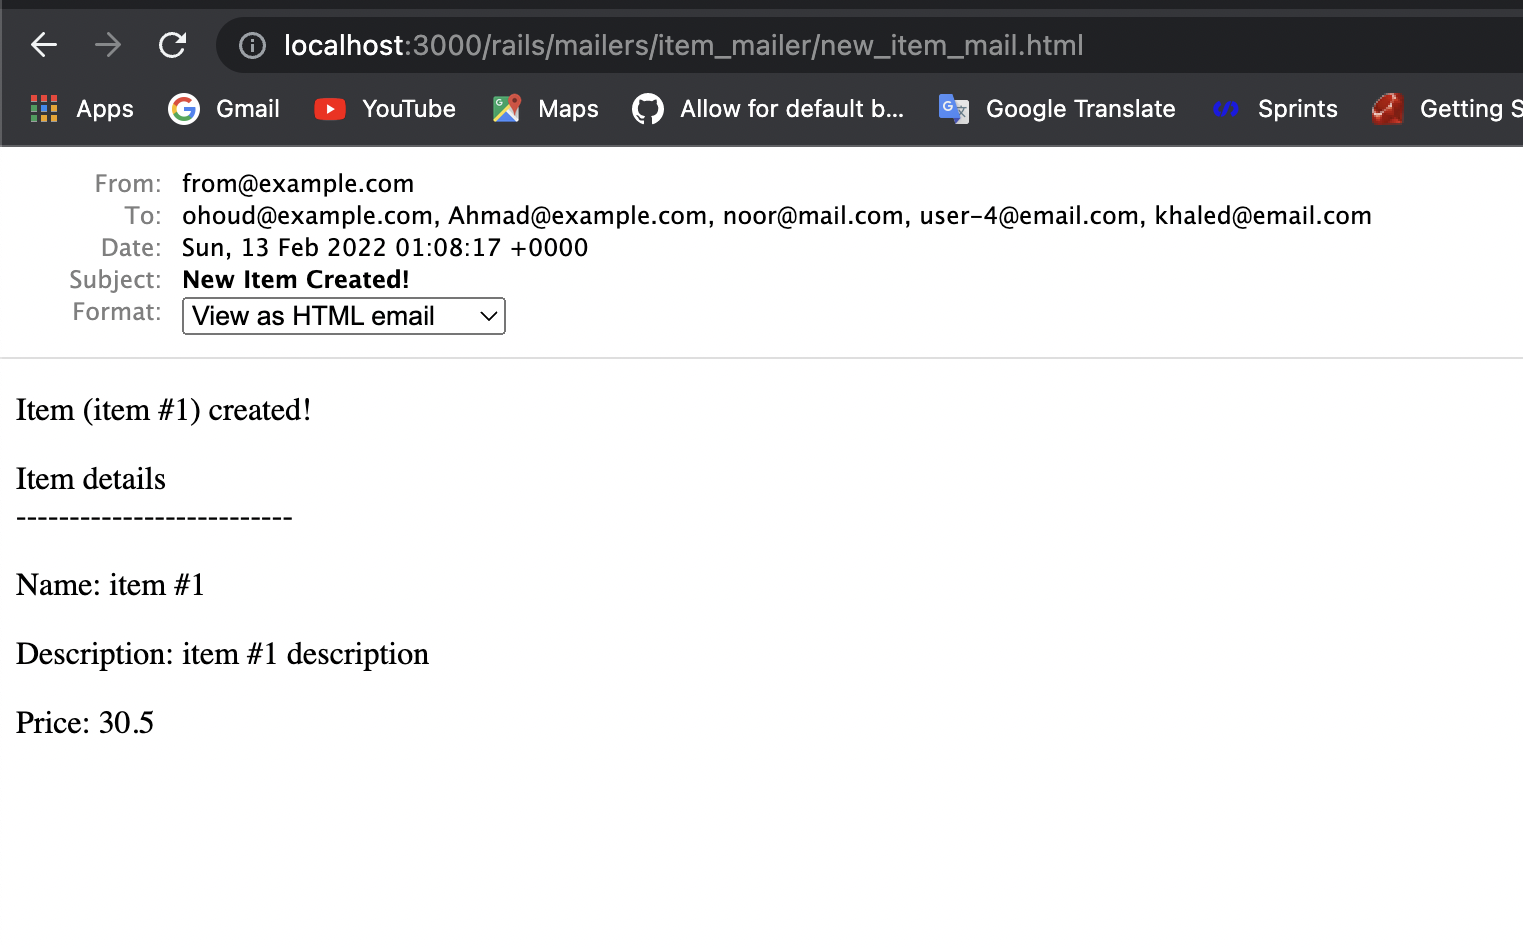 localhost:3000/rails/mailers/item_mailer/new_item_mail.html
Apps Gmail YouTube Maps Allow for default b... Google Translate Sprints Getting S
From: from@example.com
To: ohoud@example.com, Ahmad@example.com, noor@mail.com, user-4@email.com, khaled@email.com
Date: Sun, 13 Feb 2022 01:08:17 +0000
Subject: New Item Created!
Format: View as HTML email
Item (item #1) created!
Item details
--------------------------
Name: item #1
Description: item #1 description
Price: 30.5